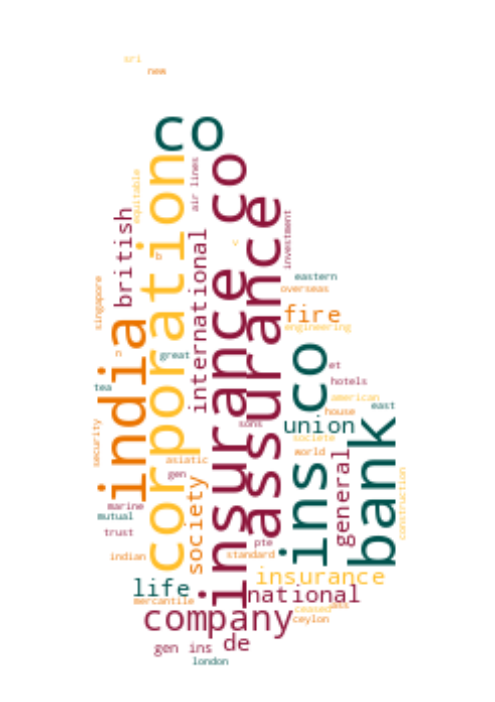 sri
new
co
corporation
insurance co
assurance
air lines
equitable
british
investment
v
b
international
eastern
overseas
singapore
fire
engineering
india
ins co
n
great
et
tea
hotels
american
house
east
bank
sons
union
societe
security
world
general
asiatic
gen
society
construction
marine
mutual
trust
pte
standard
indian
insurance
life
national
mercantile
ceased
ass
company
ceylon
de
gen ins
london